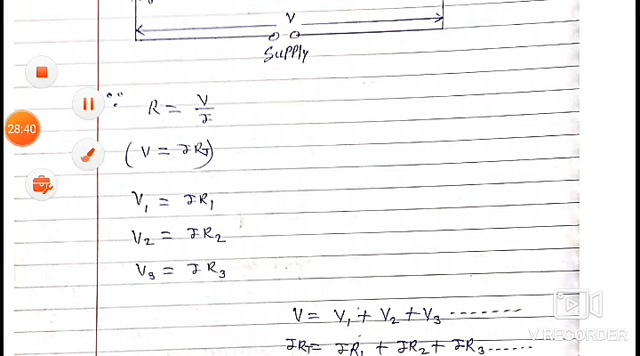 V
Supply
∵ R = V/I
28:40
(V = IRT)
V1 = IR1
V2 = IR2
V3 = IR3
V = V1 + V2 + V3 --------
IRT = IR1 + IR2 + IR3 ......
V RECORDER